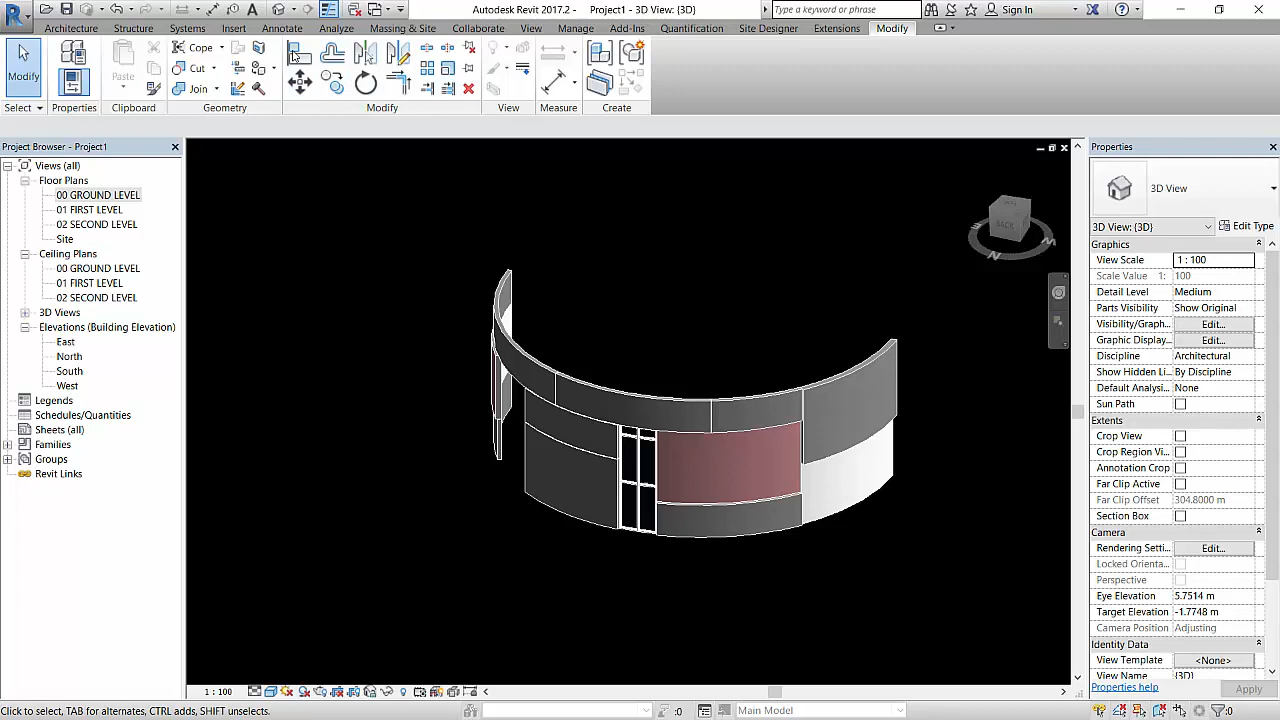 Autodesk Revit 2017.2 - Project1 - 3D View: {3D}
Type a keyword or phrase
Sign In
Architecture Structure Systems Insert Annotate Analyze Massing & Site Collaborate View Manage Add-Ins Quantification Site Designer Extensions Modify
Modify
Properties
Paste
Cope
Cut
Join
Select
Properties
Clipboard
Geometry
Modify
View
Measure
Create
Project Browser - Project1
Views (all)
Floor Plans
00 GROUND LEVEL
01 FIRST LEVEL
02 SECOND LEVEL
Site
Ceiling Plans
00 GROUND LEVEL
01 FIRST LEVEL
02 SECOND LEVEL
3D Views
Elevations (Building Elevation)
East
North
South
West
Legends
Schedules/Quantities
Sheets (all)
Families
Groups
Revit Links
BACK
N
Properties
3D View
3D View: {3D}
Edit Type
Graphics
View Scale 1 : 100
Scale Value 1: 100
Detail Level Medium
Parts Visibility Show Original
Visibility/Graph... Edit...
Graphic Display... Edit...
Discipline Architectural
Show Hidden Li... By Discipline
Default Analysi... None
Sun Path
Extents
Crop View
Crop Region Vi...
Annotation Crop
Far Clip Active
Far Clip Offset 304.8000 m
Section Box
Camera
Rendering Setti... Edit...
Locked Orienta...
Perspective
Eye Elevation 5.7514 m
Target Elevation -1.7748 m
Camera Position Adjusting
Identity Data
View Template <None>
View Name {3D}
Properties help
Apply
1 : 100
Click to select, TAB for alternates, CTRL adds, SHIFT unselects.
:0
Main Model
:0